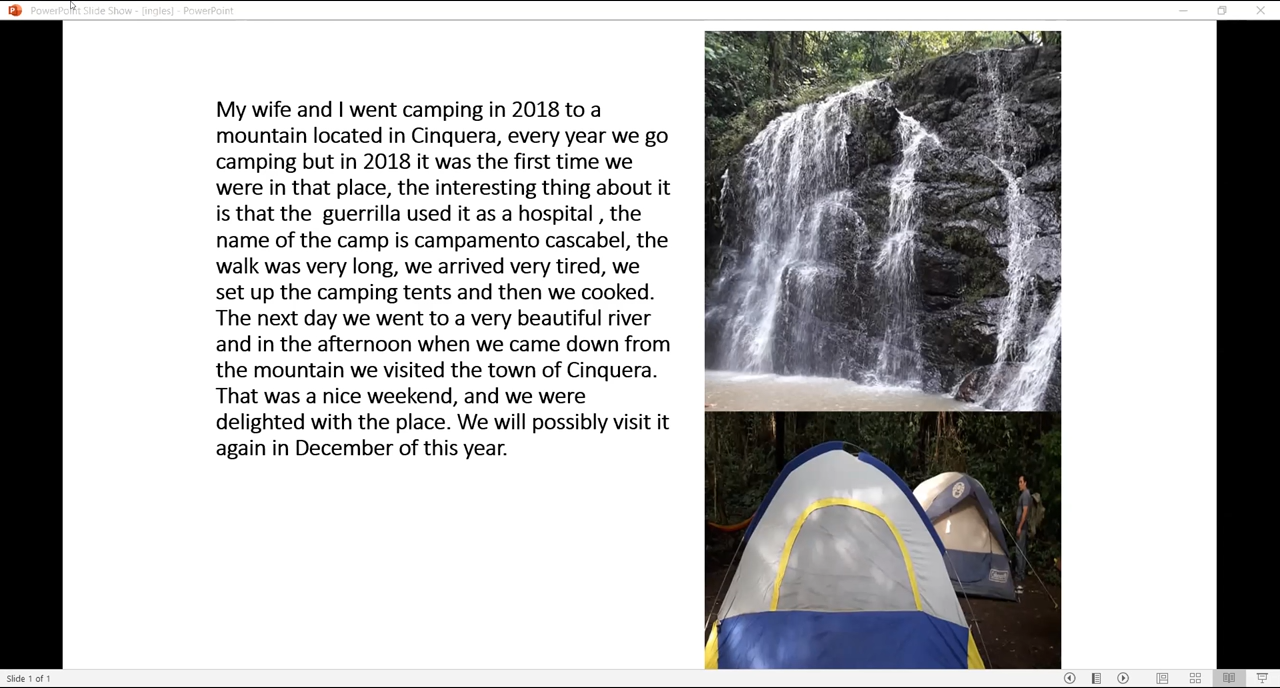 PowerPoint Slide Show - [ingles] - PowerPoint
My wife and I went camping in 2018 to a
mountain located in Cinquera, every year we go
camping but in 2018 it was the first time we
were in that place, the interesting thing about it
is that the  guerrilla used it as a hospital , the
name of the camp is campamento cascabel, the
walk was very long, we arrived very tired, we
set up the camping tents and then we cooked.
The next day we went to a very beautiful river
and in the afternoon when we came down from
the mountain we visited the town of Cinquera.
That was a nice weekend, and we were
delighted with the place. We will possibly visit it
again in December of this year.
Coleman
Slide 1 of 1